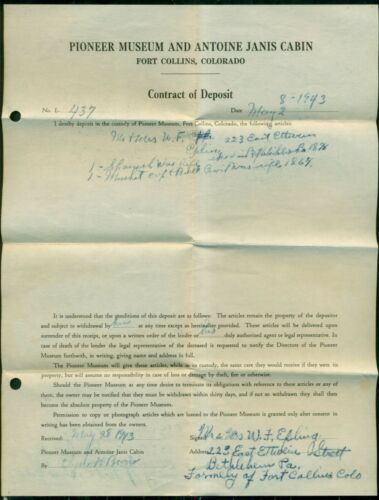 PIONEER MUSEUM AND ANTOINE JANIS CABIN
FORT COLLINS, COLORADO
Contract of Deposit
8-1943
No. L 437 Date May
I hereby deposit in the custody of Pioneer Museum, Fort Collins, Colorado, the following articles:
Mr & Mrs W. F. 223 East
1 - Sharps War 1878
1 - Musket Civil War rifle 1864
It is understood that the conditions of this deposit are as follows: The articles remain the property of the depositor
and subject to withdrawal by at any time except as hereinafter provided. These articles will be delivered upon
surrender of this receipt, or upon a written order of the lender or duly authorized agent or legal representative. In
case of death of the lender the legal representative of the deceased is requested to notify the Directors of the Pioneer
Museum forthwith, in writing, giving name and address in full.
The Pioneer Museum will give these articles, while in its custody, the same care they would receive if they were its
property, but will assume no responsibility in case of loss or damage by theft, fire or otherwise.
Should the Pioneer Museum at any time desire to terminate its obligations with reference to these articles or any of
them, the owner may be notified that they must be withdrawn within thirty days, and if not so withdrawn they shall then
become the absolute property of the Pioneer Museum.
Permission to copy or photograph articles which are loaned to the Pioneer Museum is granted only after consent in
writing has been obtained from the owners.
Received: May 28 1943 Mr & Mrs W. F.
Pioneer Museum and Antoine Janis Cabin Address 223 East Street
By Bethlehem Pa.
Formerly of Fort Collins Colo